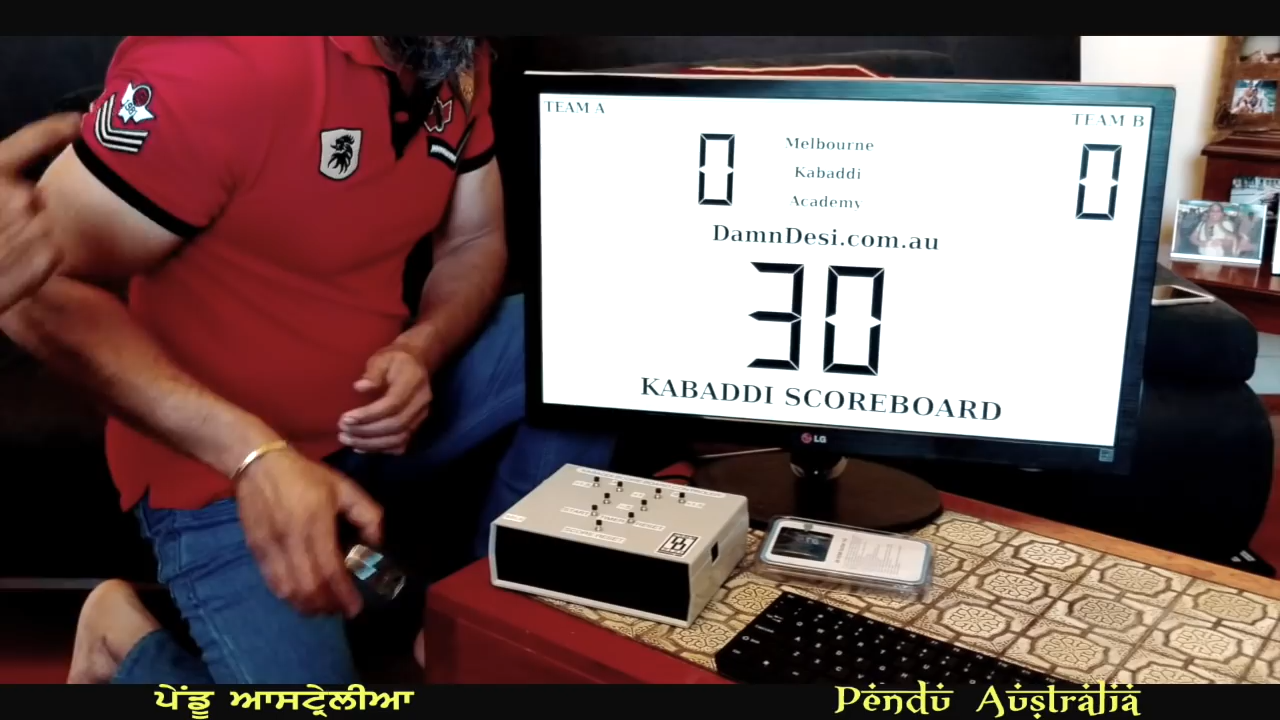 TEAM A
TEAM B
0
0
Melbourne
Kabaddi
Academy
DamnDesi.com.au
30
KABADDI SCOREBOARD
LG
ਪੇਂਡੂ ਆਸਟ੍ਰੇਲੀਆ
Pendu Australia